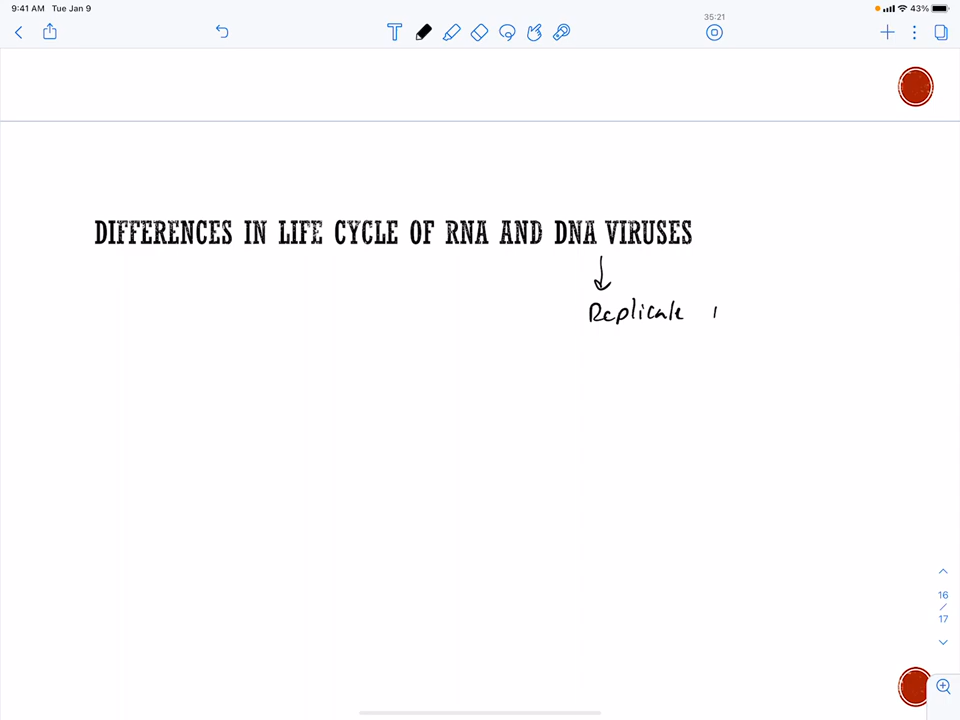 9:41 AM Tue Jan 9
43%
35:21
T
DIFFERENCES IN LIFE CYCLE OF RNA AND DNA VIRUSES
Replicate
16
/
17